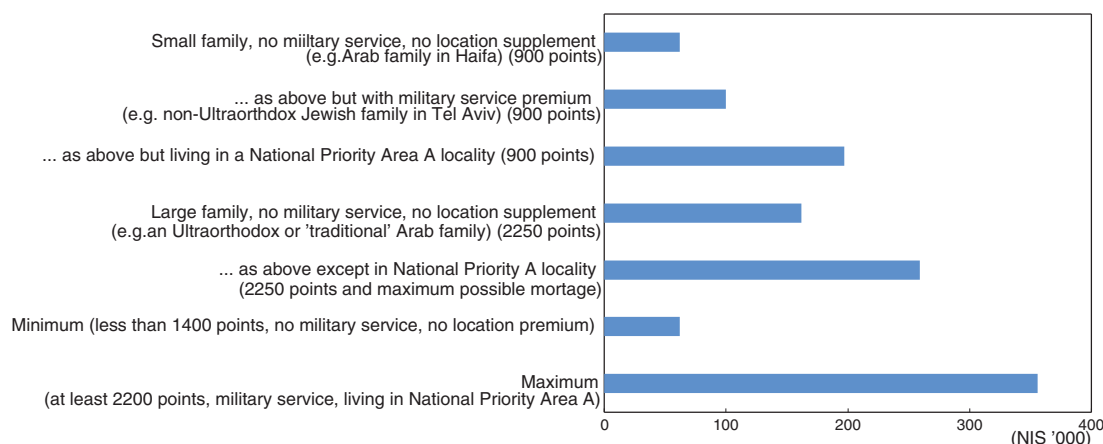 Small family, no miiltary service, no location supplement
(e.g.Arab family in Haifa) (900 points)
... as above but with military service premium
(e.g. non-Ultraorthdox Jewish family in Tel Aviv) (900 points)
... as above but living in a National Priority Area A locality (900 points)
Large family, no military service, no location supplement
(e.g.an Ultraorthodox or 'traditional' Arab family) (2250 points)
... as above except in National Priority A locality
(2250 points and maximum possible mortage)
Minimum (less than 1400 points, no military service, no location premium)
Maximum
(at least 2200 points, military service, living in National Priority Area A)
0 100 200 300 400
(NIS '000)